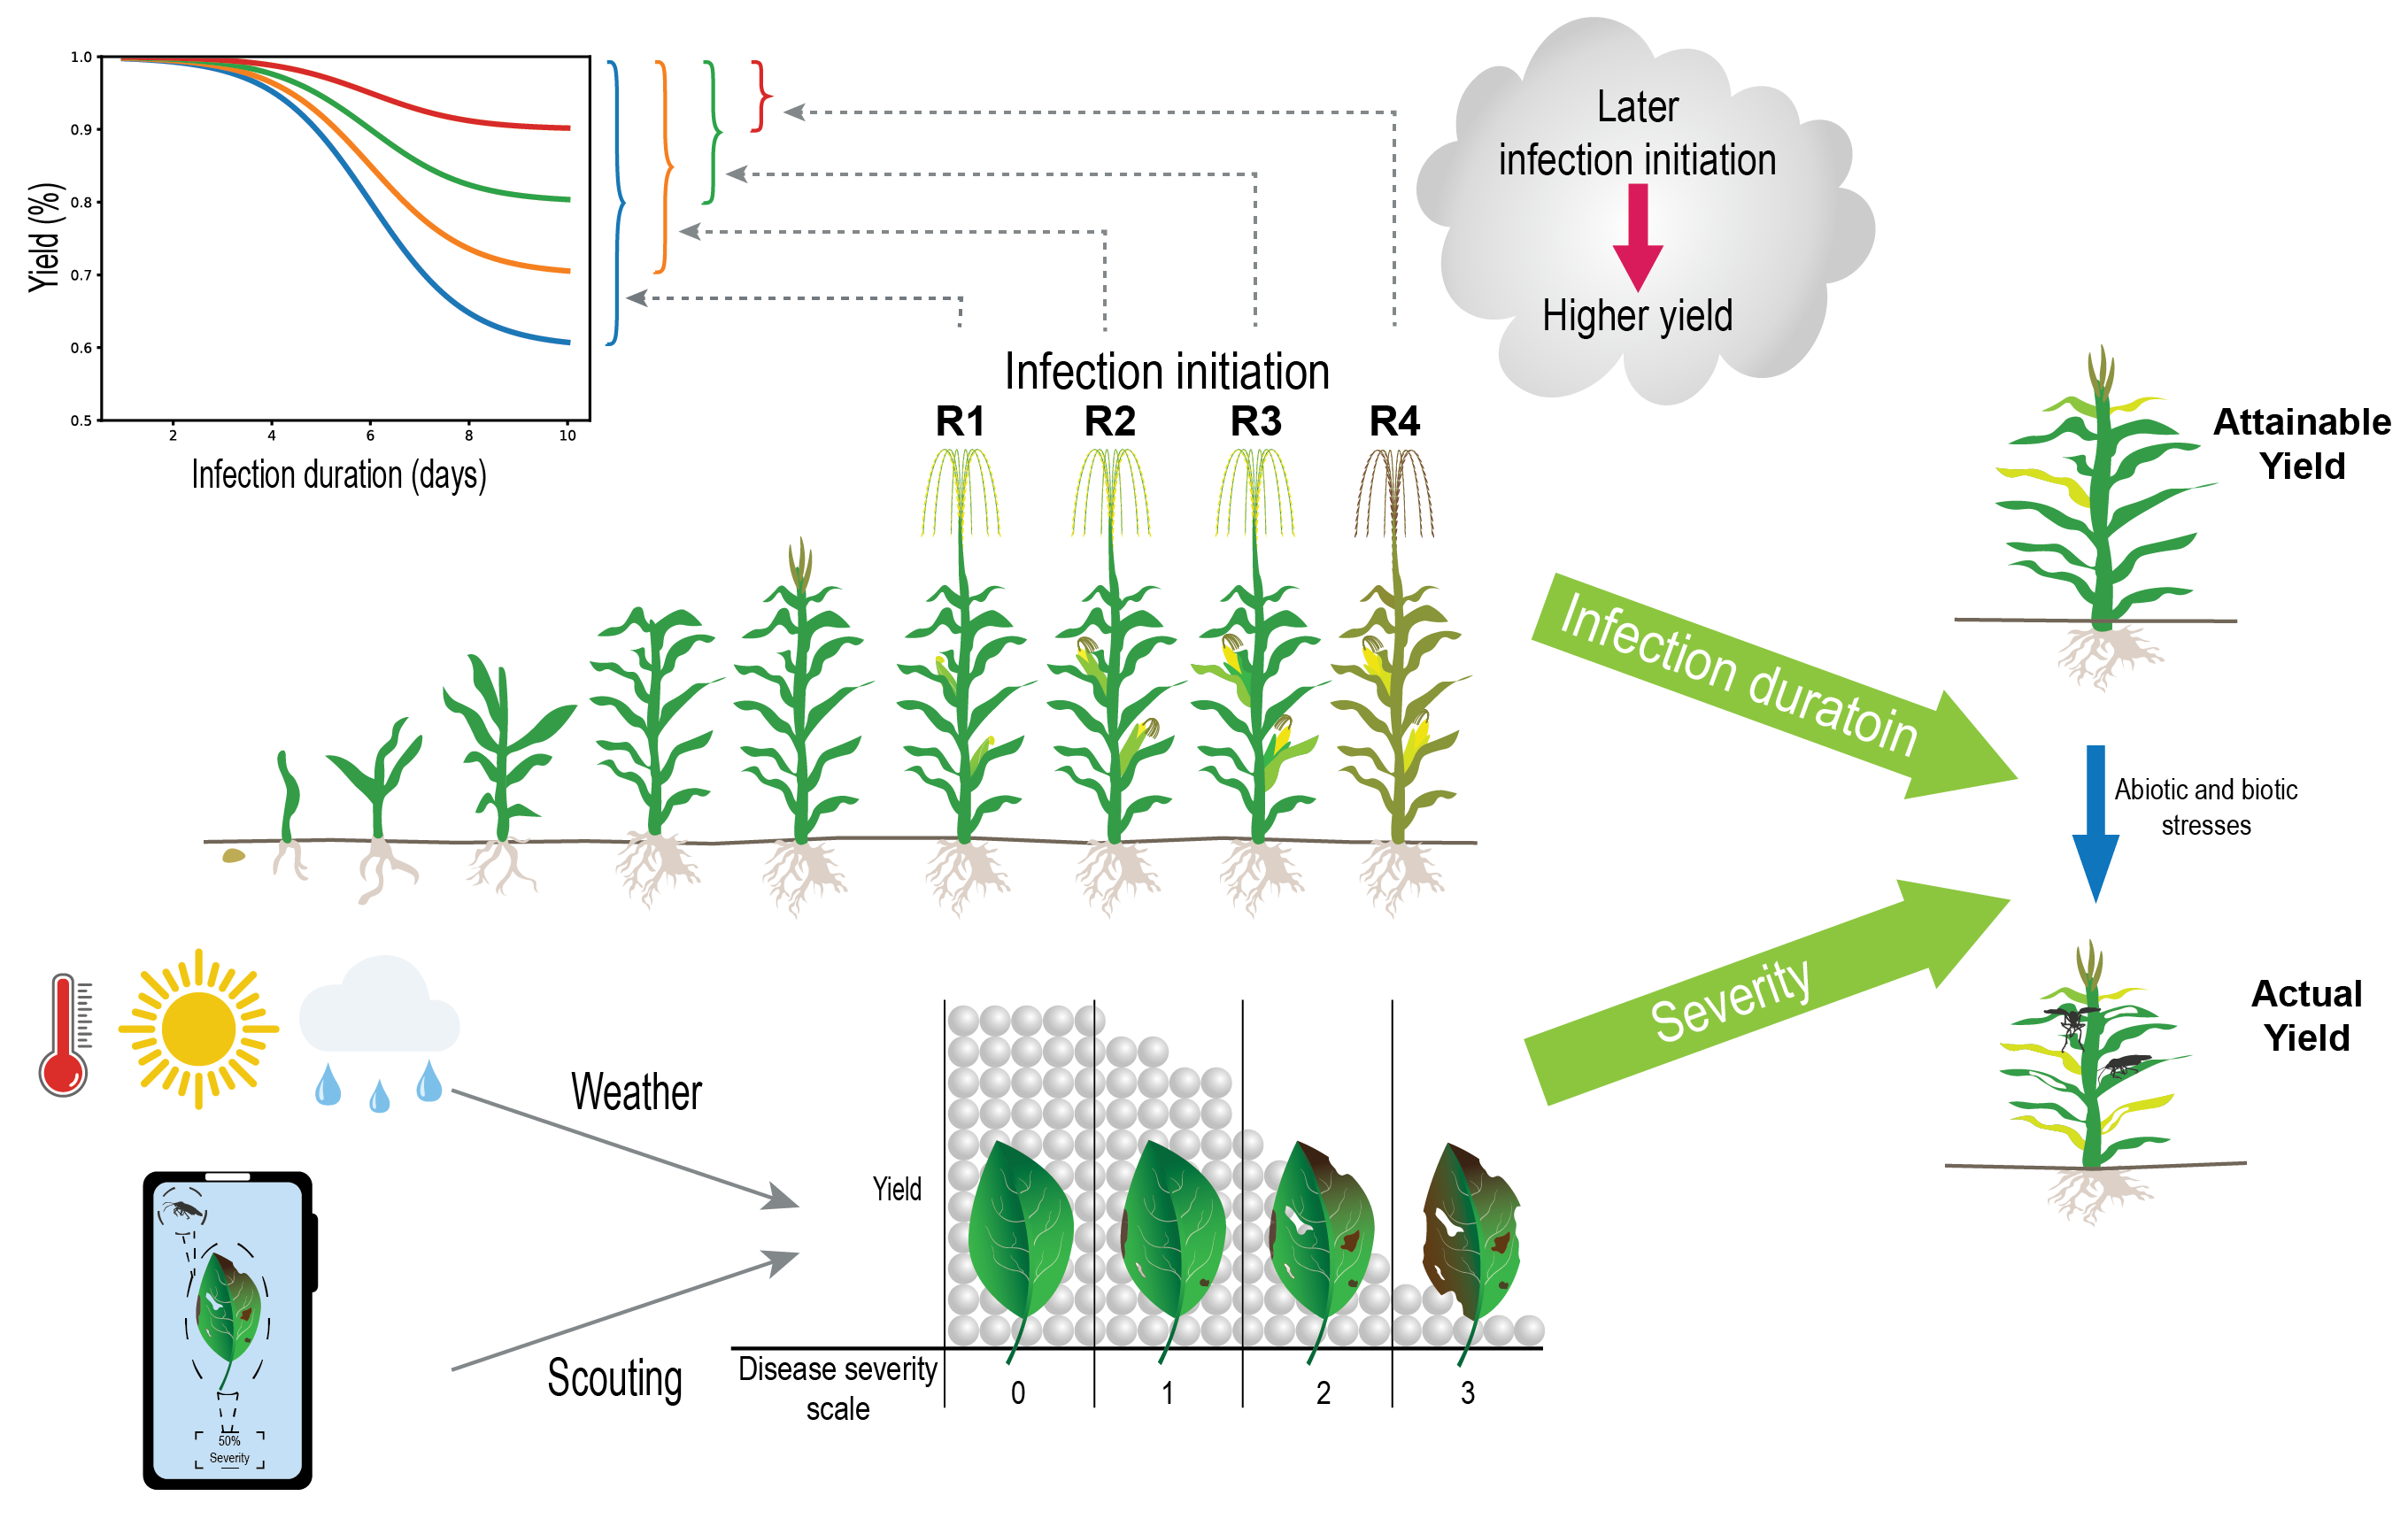 1.0
0.9
0.8
0.7
0.6
0.5
Yield (%)
2 4 6 8 10
Infection duration (days)
Later
infection initiation
Higher yield
Infection initiation
R1 R2 R3 R4
Attainable
Yield
Infection duratoin
Abiotic and biotic
stresses
Severity
Actual
Yield
Weather
Scouting
Yield
50%
Severity
Disease severity
scale
0 1 2 3